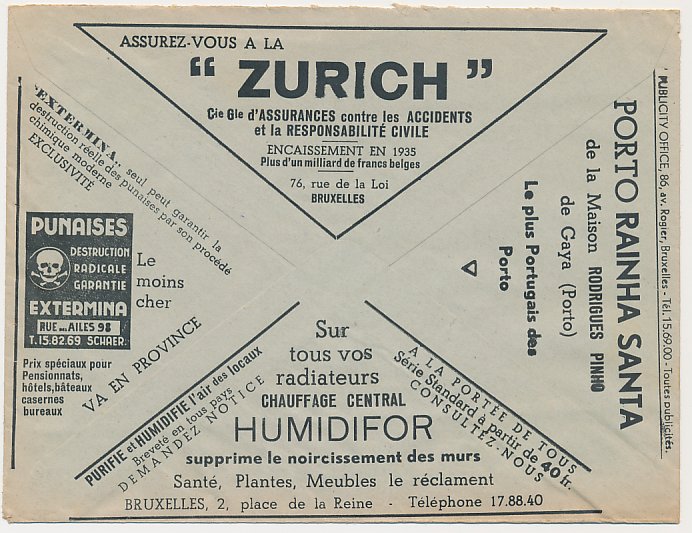 ASSUREZ-VOUS A LA
“ ZURICH ”
Cie Gle d'ASSURANCES contre les ACCIDENTS
et la RESPONSABILITÉ CIVILE
ENCAISSEMENT EN 1935
Plus d'un milliard de francs belges
76, rue de la Loi
BRUXELLES
"EXTERMINA,, seul peut garantir la
destruction réelle des punaises par son procédé
chimique moderne
EXCLUSIVITÉ
PUNAISES
DESTRUCTION
RADICALE
GARANTIE
EXTERMINA
RUE DES AILES 98
T. 15.82.69 SCHAER.
Le
moins
cher
Prix spéciaux pour
Pensionnats,
hôtels, bâteaux
casernes
bureaux
VA EN PROVINCE
PUBLICITY OFFICE, 86, av. Rogier, Bruxelles - Tél. 15.69.00 - Toutes publicités.
PORTO RAINHA SANTA
de la Maison RODRIGUES PINHO
de Gaya (Porto)
Le plus Portugais des
Porto
PURIFIE et HUMIDIFIE l'air des locaux
Breveté en tous pays
DEMANDEZ NOTICE
Sur
tous vos
radiateurs
CHAUFFAGE CENTRAL
HUMIDIFOR
supprime le noircissement des murs
Santé, Plantes, Meubles le réclament
BRUXELLES, 2, place de la Reine - Téléphone 17.88.40
A LA PORTÉE DE TOUS
Série Standard à partir de 40 fr.
CONSULTEZ-NOUS